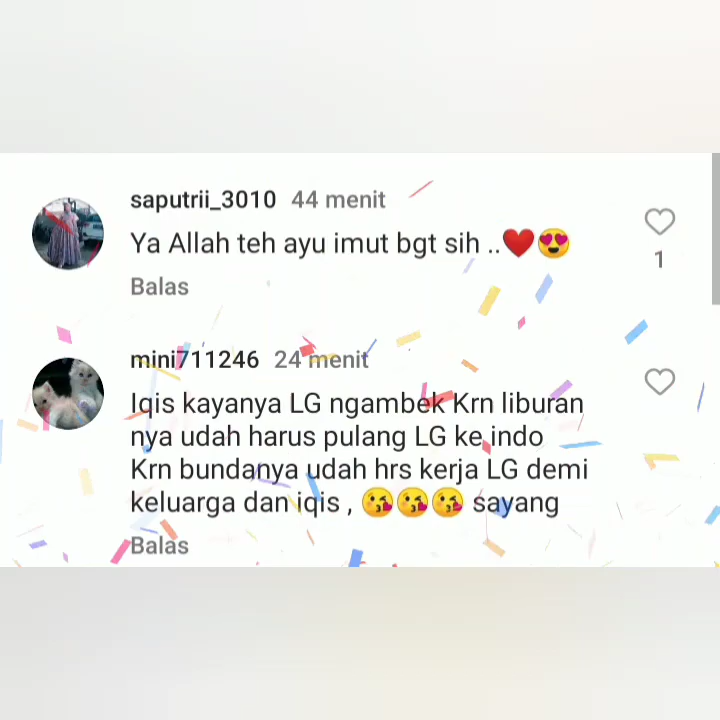 saputrii_3010 44 menit
Ya Allah teh ayu imut bgt sih ..❤️😍
1
Balas
mini711246 24 menit
Iqis kayanya LG ngambek Krn liburan
nya udah harus pulang LG ke indo
Krn bundanya udah hrs kerja LG demi
keluarga dan iqis , 😘😘😘 sayang
Balas